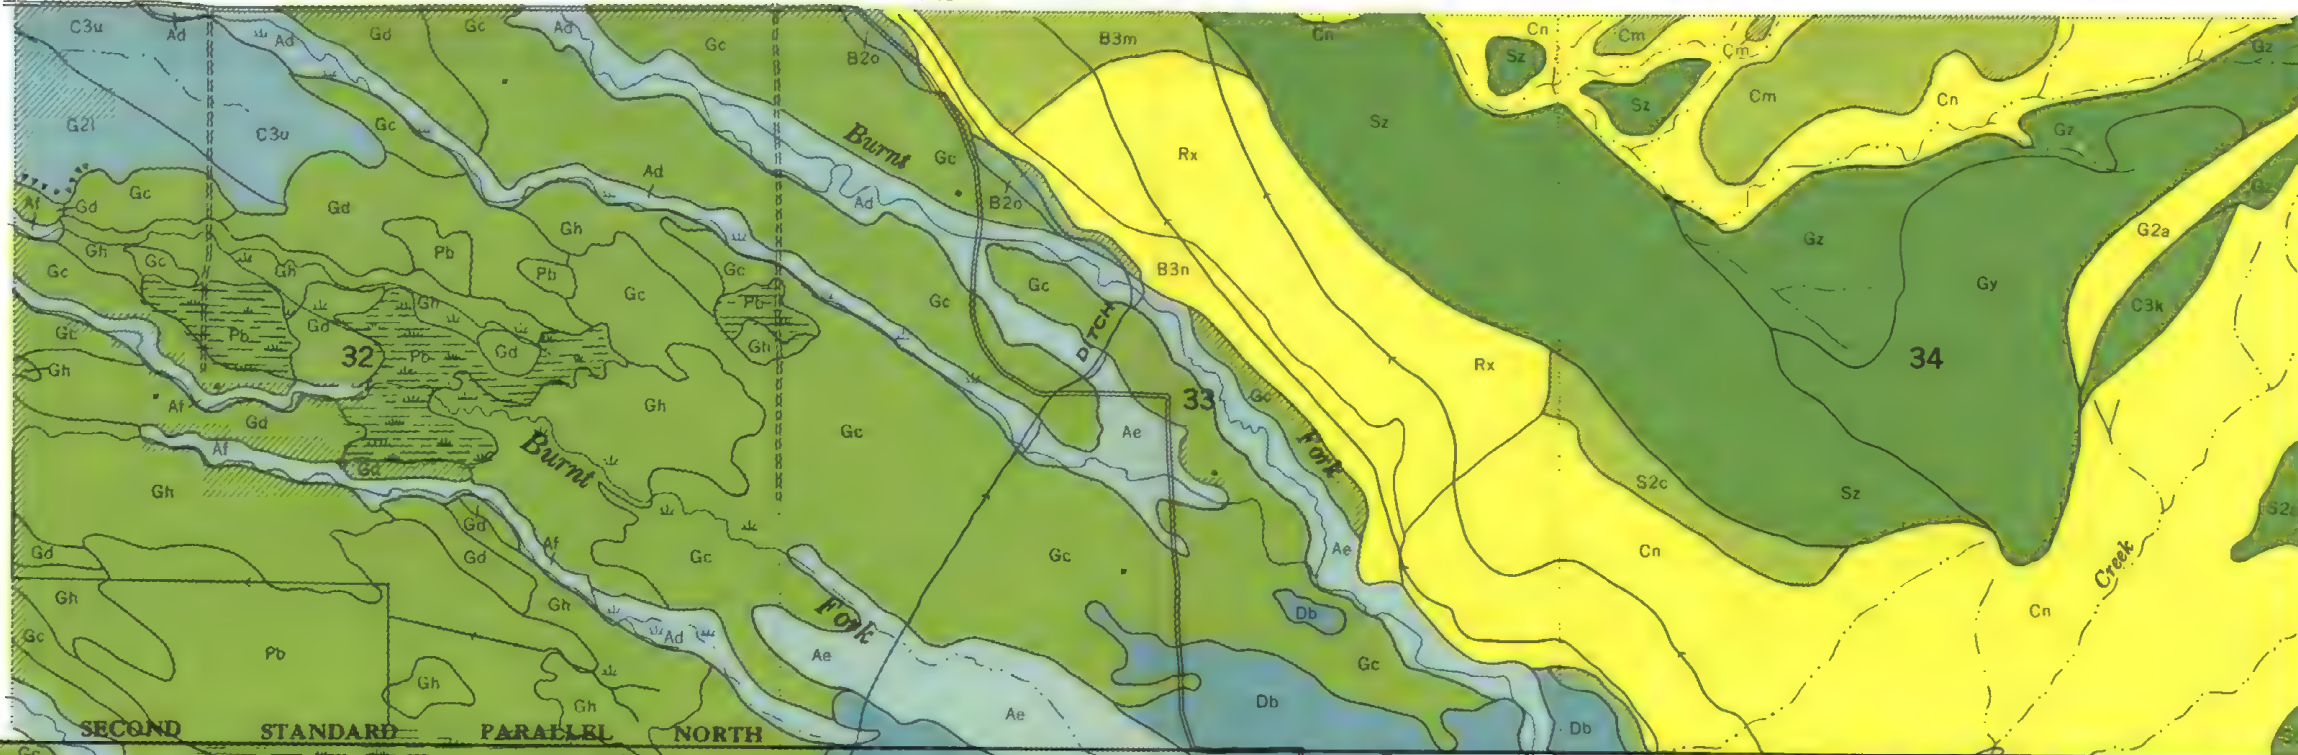 C3u
Ad
Ad
Gd
Gc
Ad
Gc
B2o
B3m
Cn
Cn
Cm
Cm
Gz
Sz
Sz
Cm
Cn
G2l
C3u
Gc
Burnt
Gc
Rx
Sz
Gz
Af
Gd
Gc
Gd
Ad
Ad
B2o
Gh
Gc
Gh
Pb
Gh
Pb
Gc
Gc
Gc
B3n
Gz
Gy
G2a
C3k
Gc
Gc
Gh
Pb
Gd
Gh
Pb
Gd
32
Pb
Gh
DITCH
Rx
34
Gh
Af
Gd
Gh
Gc
Ae
33
Gc
Fork
Af
Gd
Burnt
Gh
S2c
Sz
Gd
Gd
Gd
Af
Gc
Gc
Ae
Cn
Creek
Gh
Gh
Fork
Db
Cn
Gc
Pb
Ad
Ae
Gc
Gh
Gh
Ae
Db
Db
SECOND STANDARD PARALLEL NORTH
Gc